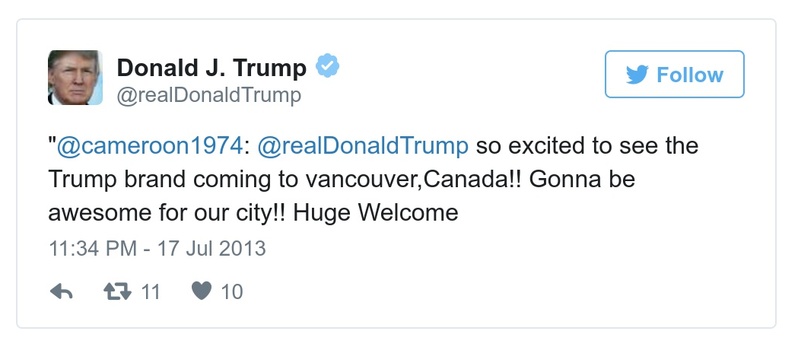 Donald J. Trump
@realDonaldTrump
Follow
"@cameroon1974: @realDonaldTrump so excited to see the
Trump brand coming to vancouver,Canada!! Gonna be
awesome for our city!! Huge Welcome
11:34 PM - 17 Jul 2013
11 10